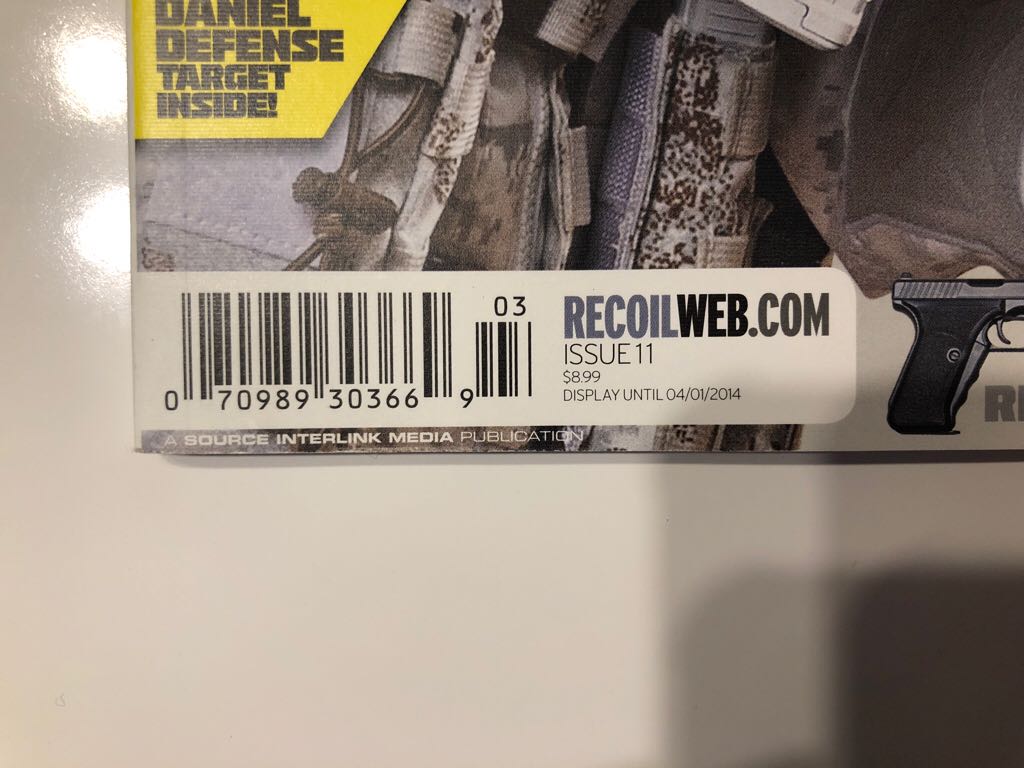 DANIEL
DEFENSE
TARGET
INSIDE!
03
0 70989 30366 9
RECOILWEB.COM
ISSUE 11
$8.99
DISPLAY UNTIL 04/01/2014
A SOURCE INTERLINK MEDIA PUBLICATION